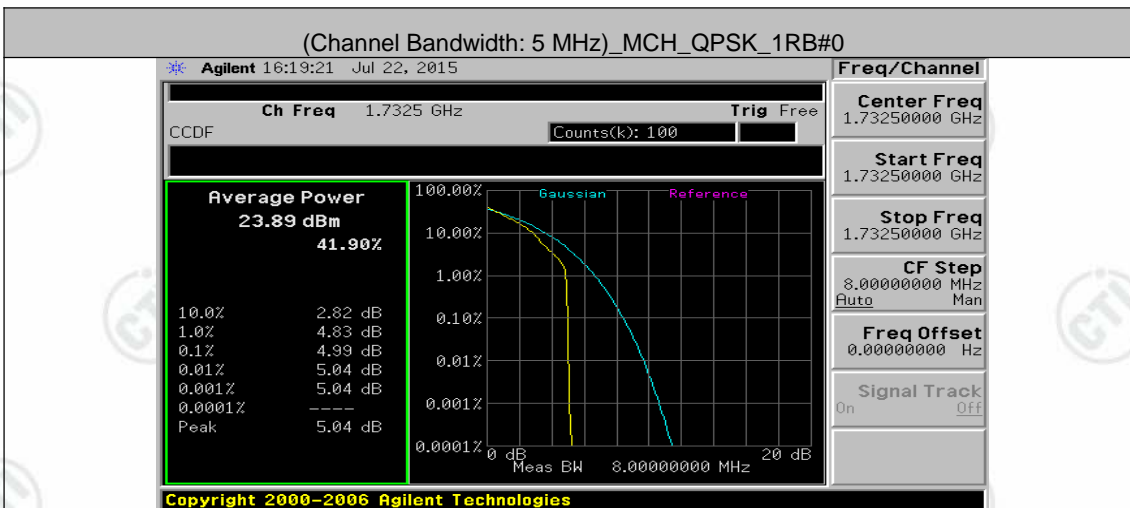 (Channel Bandwidth: 5 MHz)_MCH_QPSK_1RB#0
Agilent 16:19:21 Jul 22, 2015
Freq/Channel
Ch Freq 1.7325 GHz Trig Free
CCDF Counts(k): 100
Center Freq
1.73250000 GHz
Start Freq
1.73250000 GHz
Stop Freq
1.73250000 GHz
CF Step
8.00000000 MHz
Auto Man
Freq Offset
0.00000000 Hz
Signal Track
On Off
Average Power
23.89 dBm
41.90%
10.0% 2.82 dB
1.0% 4.83 dB
0.1% 4.99 dB
0.01% 5.04 dB
0.001% 5.04 dB
0.0001% ----
Peak 5.04 dB
Gaussian Reference
100.00%
10.00%
1.00%
0.10%
0.01%
0.001%
0.0001%
0 dB 20 dB
Meas BW 8.00000000 MHz
Copyright 2000-2006 Agilent Technologies
CTI
CTI